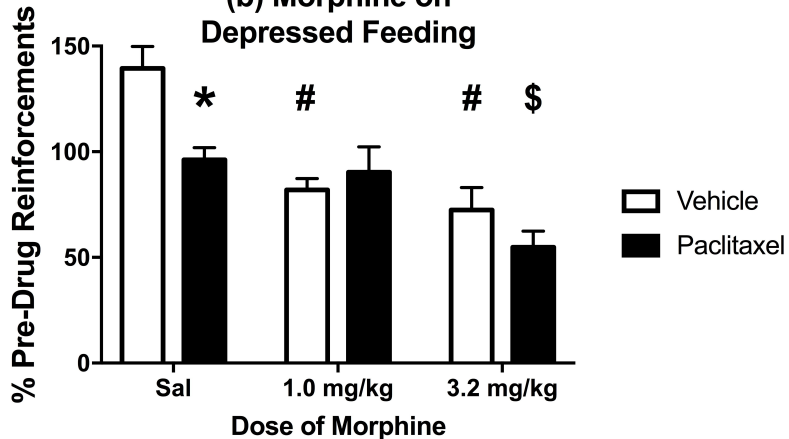 (b) Morphine on
Depressed Feeding
% Pre-Drug Reinforcements
150
100
50
0
*
#
#
$
Vehicle
Paclitaxel
Sal
1.0 mg/kg
3.2 mg/kg
Dose of Morphine